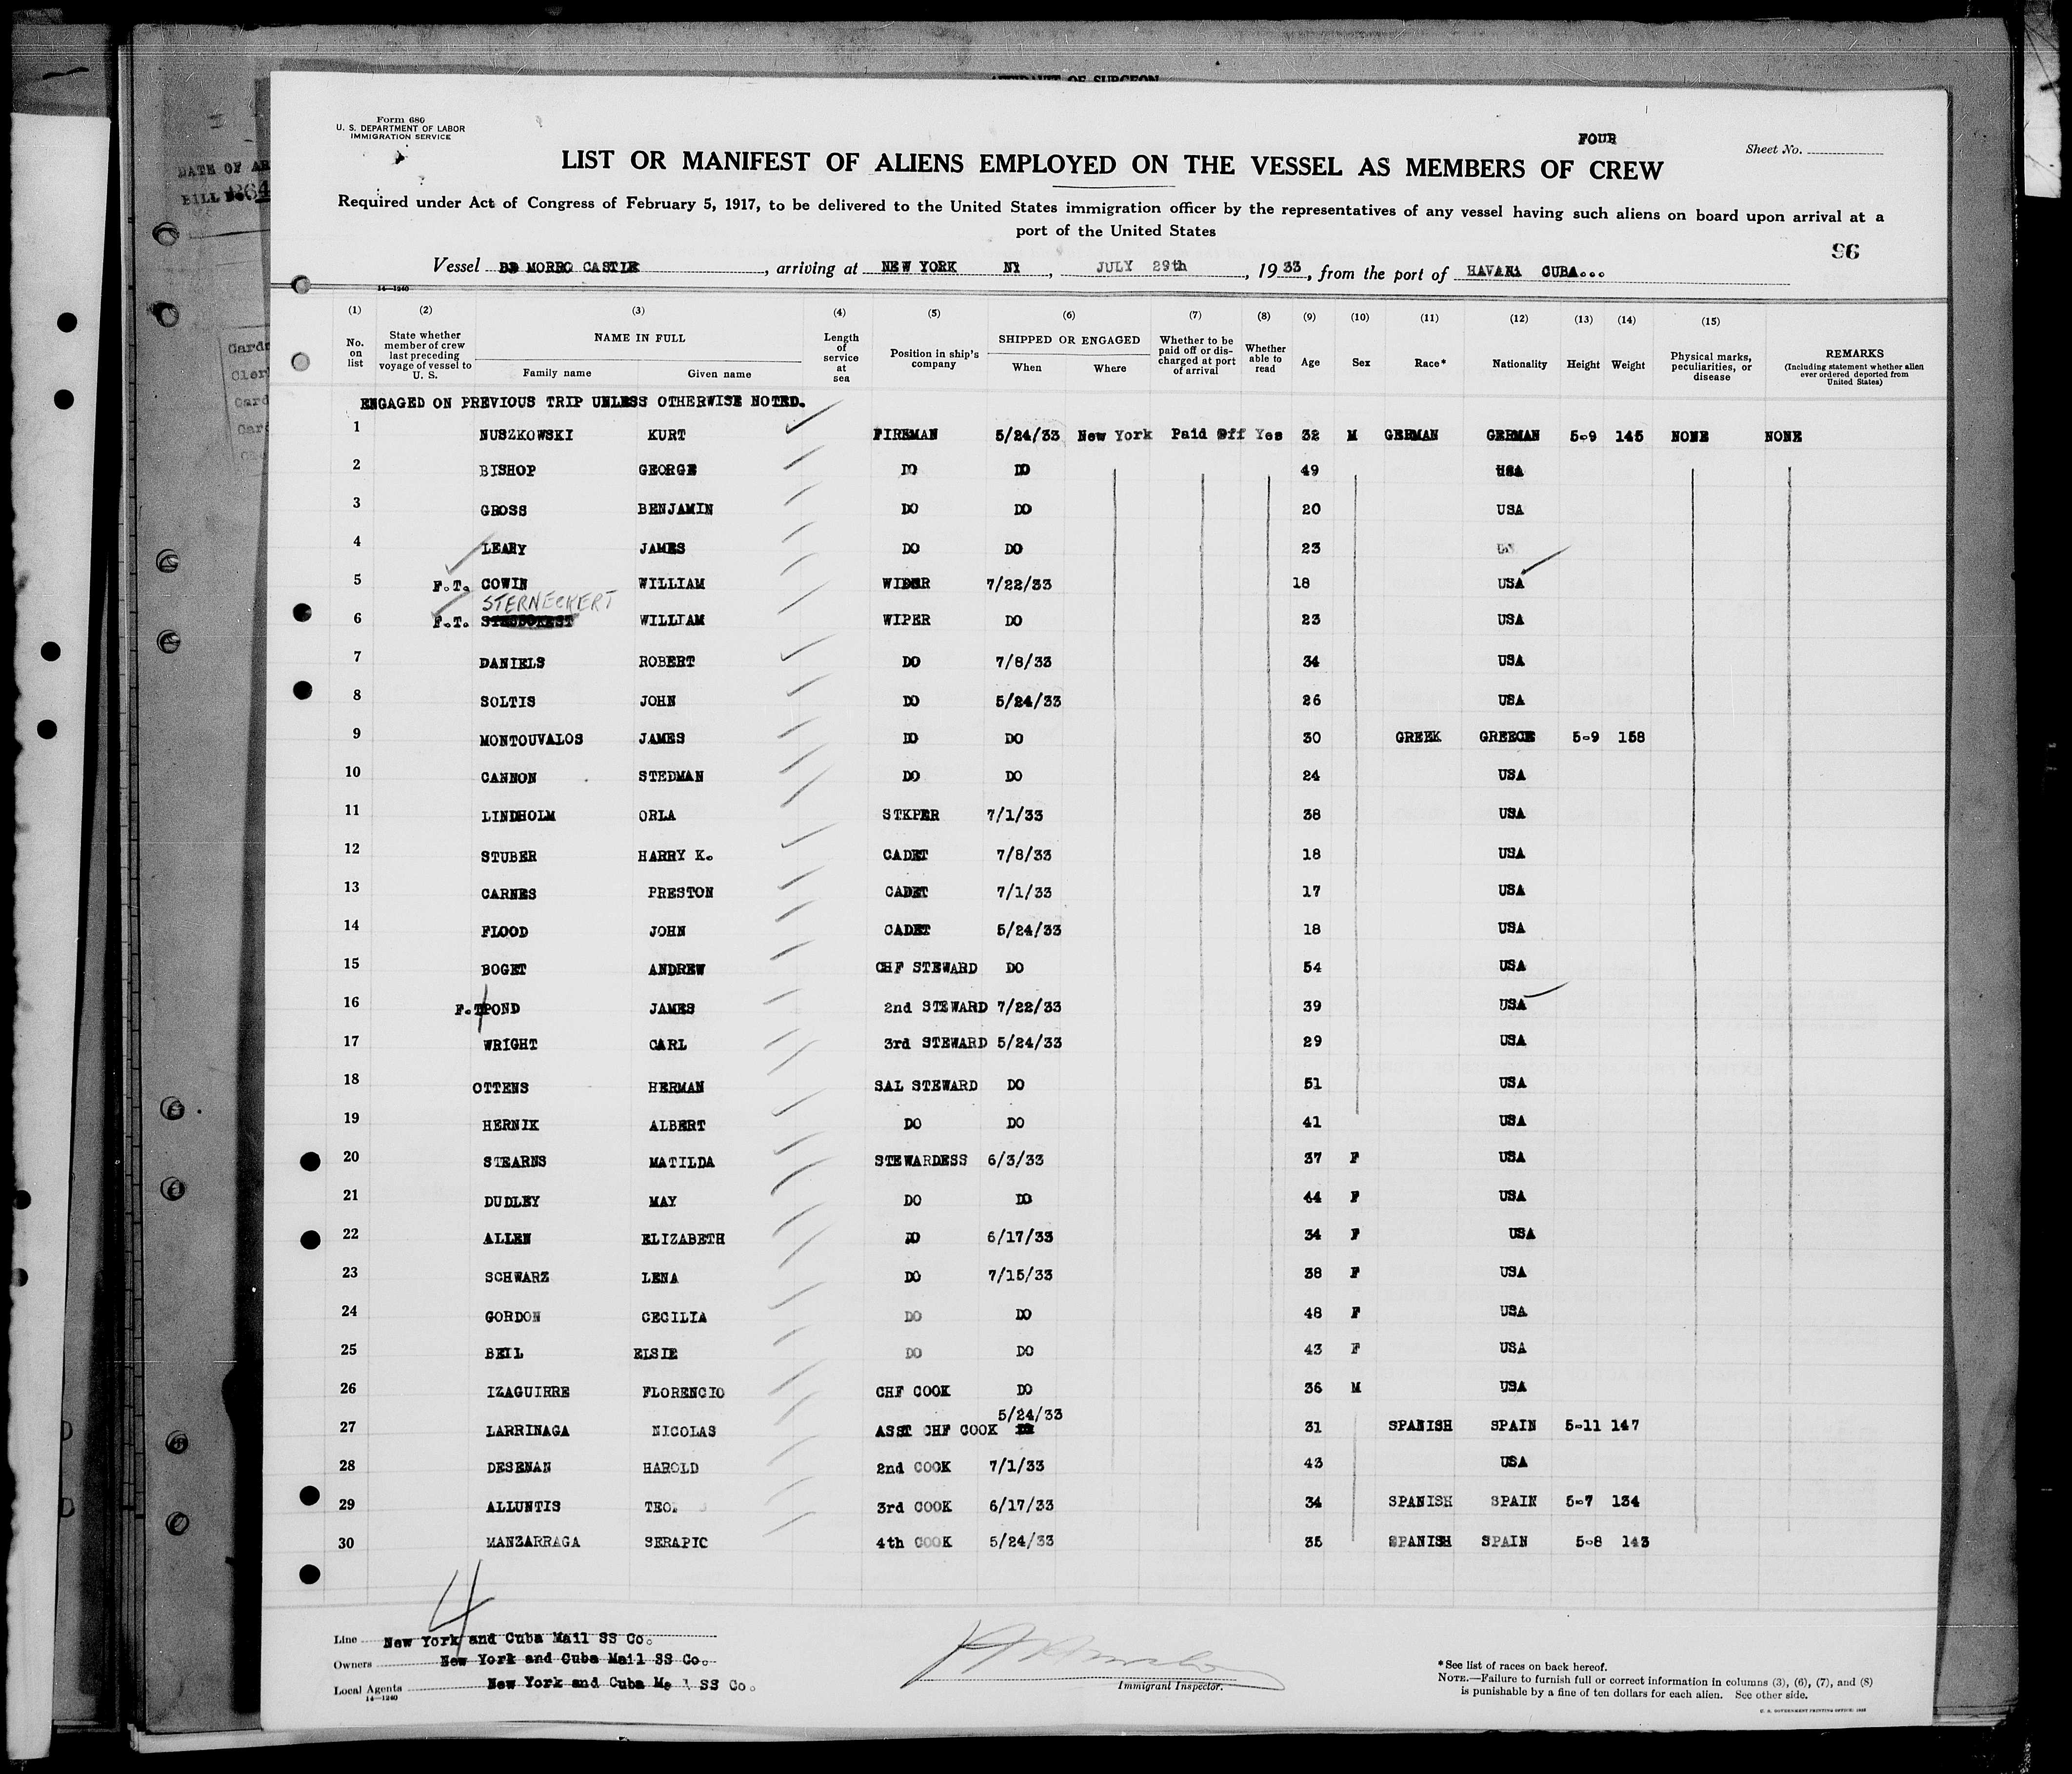 AFFIDAVIT OF SURGEON
DATE OF AR
BILL No. 264
Gardn
Cler
Card
Form 680
U. S. DEPARTMENT OF LABOR
IMMIGRATION SERVICE
FOUR
Sheet No.
LIST OR MANIFEST OF ALIENS EMPLOYED ON THE VESSEL AS MEMBERS OF CREW
Required under Act of Congress of February 5, 1917, to be delivered to the United States immigration officer by the representatives of any vessel having such aliens on board upon arrival at a
port of the United States
96
Vessel MORRO CASTLE, arriving at NEW YORK NY, JULY 29th, 1933, from the port of HAVANA CUBA...
14—1240
(1) (2) (3) (4) (5) (6) (7) (8) (9) (10) (11) (12) (13) (14) (15)
No. on list
State whether member of crew last preceding voyage of vessel to U. S.
NAME IN FULL
Family name Given name
Length of service at sea
Position in ship's company
SHIPPED OR ENGAGED
When Where
Whether to be paid off or discharged at port of arrival
Whether able to read
Age Sex Race* Nationality Height Weight
Physical marks, peculiarities, or disease
REMARKS
(Including statement whether alien ever ordered deported from United States)
ENGAGED ON PREVIOUS TRIP UNLESS OTHERWISE NOTED.
1 NUSZKOWSKI KURT FIREMAN 5/24/33 New York Paid Off Yes 32 M GERMAN GERMAN 5-9 145 NONE NONE
2 BISHOP GEORGE DO DO 49 USA
3 GROSS BENJAMIN DO DO 20 USA
4 LEARY JAMES DO DO 23
5 F.T. COWIN WILLIAM WIPER 7/22/33 18 USA
STERNECKERT
6 F.T. WILLIAM WIPER DO 23 USA
7 DANIELS ROBERT DO 7/8/33 34 USA
8 SOLTIS JOHN DO 5/24/33 26 USA
9 MONTOUVALOS JAMES DO DO 30 GREEK GREECE 5-9 158
10 CANNON STEDMAN DO DO 24 USA
11 LINDHOLM ORLA STKPER 7/1/33 38 USA
12 STUBER HARRY K. CADET 7/8/33 18 USA
13 CARNES PRESTON CADET 7/1/33 17 USA
14 FLOOD JOHN CADET 5/24/33 18 USA
15 BOGET ANDREW CHF STEWARD DO 54 USA
16 F.T POND JAMES 2nd STEWARD 7/22/33 39 USA
17 WRIGHT CARL 3rd STEWARD 5/24/33 29 USA
18 OTTENS HERMAN SAL STEWARD DO 51 USA
19 HERNIK ALBERT DO DO 41 USA
20 STEARNS MATILDA STEWARDESS 6/3/33 37 F USA
21 DUDLEY MAY DO DO 44 F USA
22 ALLEN ELIZABETH DO 6/17/33 34 F USA
23 SCHWARZ LENA DO 7/15/33 38 F USA
24 GORDON CECILIA DO DO 48 F USA
25 BELL ELSIE DO DO 43 F USA
26 IZAGUIRRE FLORENCIO CHF COOK DO 36 M USA
27 LARRINAGA NICOLAS ASST CHF COOK 5/24/33 31 SPANISH SPAIN 5-11 147
28 DESENAN HAROLD 2nd COOK 7/1/33 43 USA
29 ALLUNTIS 3rd COOK 6/17/33 34 SPANISH SPAIN 5-7 134
30 MANZARRAGA SERAPIO 4th COOK 5/24/33 35 SPANISH SPAIN 5-8 143
4
Line New York and Cuba Mail SS Co.
Owners New York and Cuba Mail SS Co.
Local Agents New York and Cuba SS Co.
14—1240
Immigrant Inspector.
*See list of races on back hereof.
NOTE.—Failure to furnish full or correct information in columns (3), (6), (7), and (8)
is punishable by a fine of ten dollars for each alien. See other side.
U. S. GOVERNMENT PRINTING OFFICE: